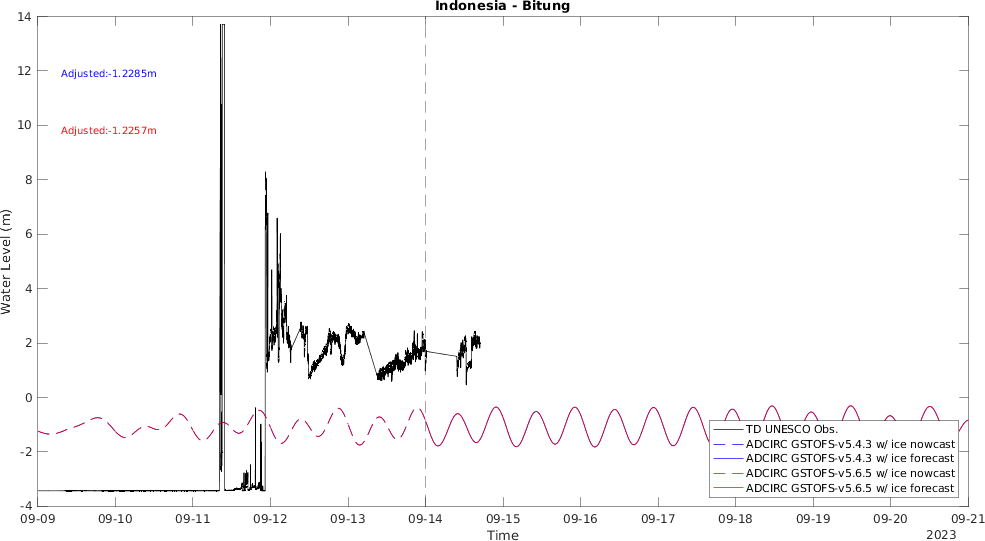 Indonesia - Bitung
14
12
10
8
6
4
2
0
-2
-4
Water Level (m)
Adjusted:-1.2285m
Adjusted:-1.2257m
TD UNESCO Obs.
ADCIRC GSTOFS-v5.4.3 w/ ice nowcast
ADCIRC GSTOFS-v5.4.3 w/ ice forecast
ADCIRC GSTOFS-v5.6.5 w/ ice nowcast
ADCIRC GSTOFS-v5.6.5 w/ ice forecast
09-09 09-10 09-11 09-12 09-13 09-14 09-15 09-16 09-17 09-18 09-19 09-20 09-21
Time
2023